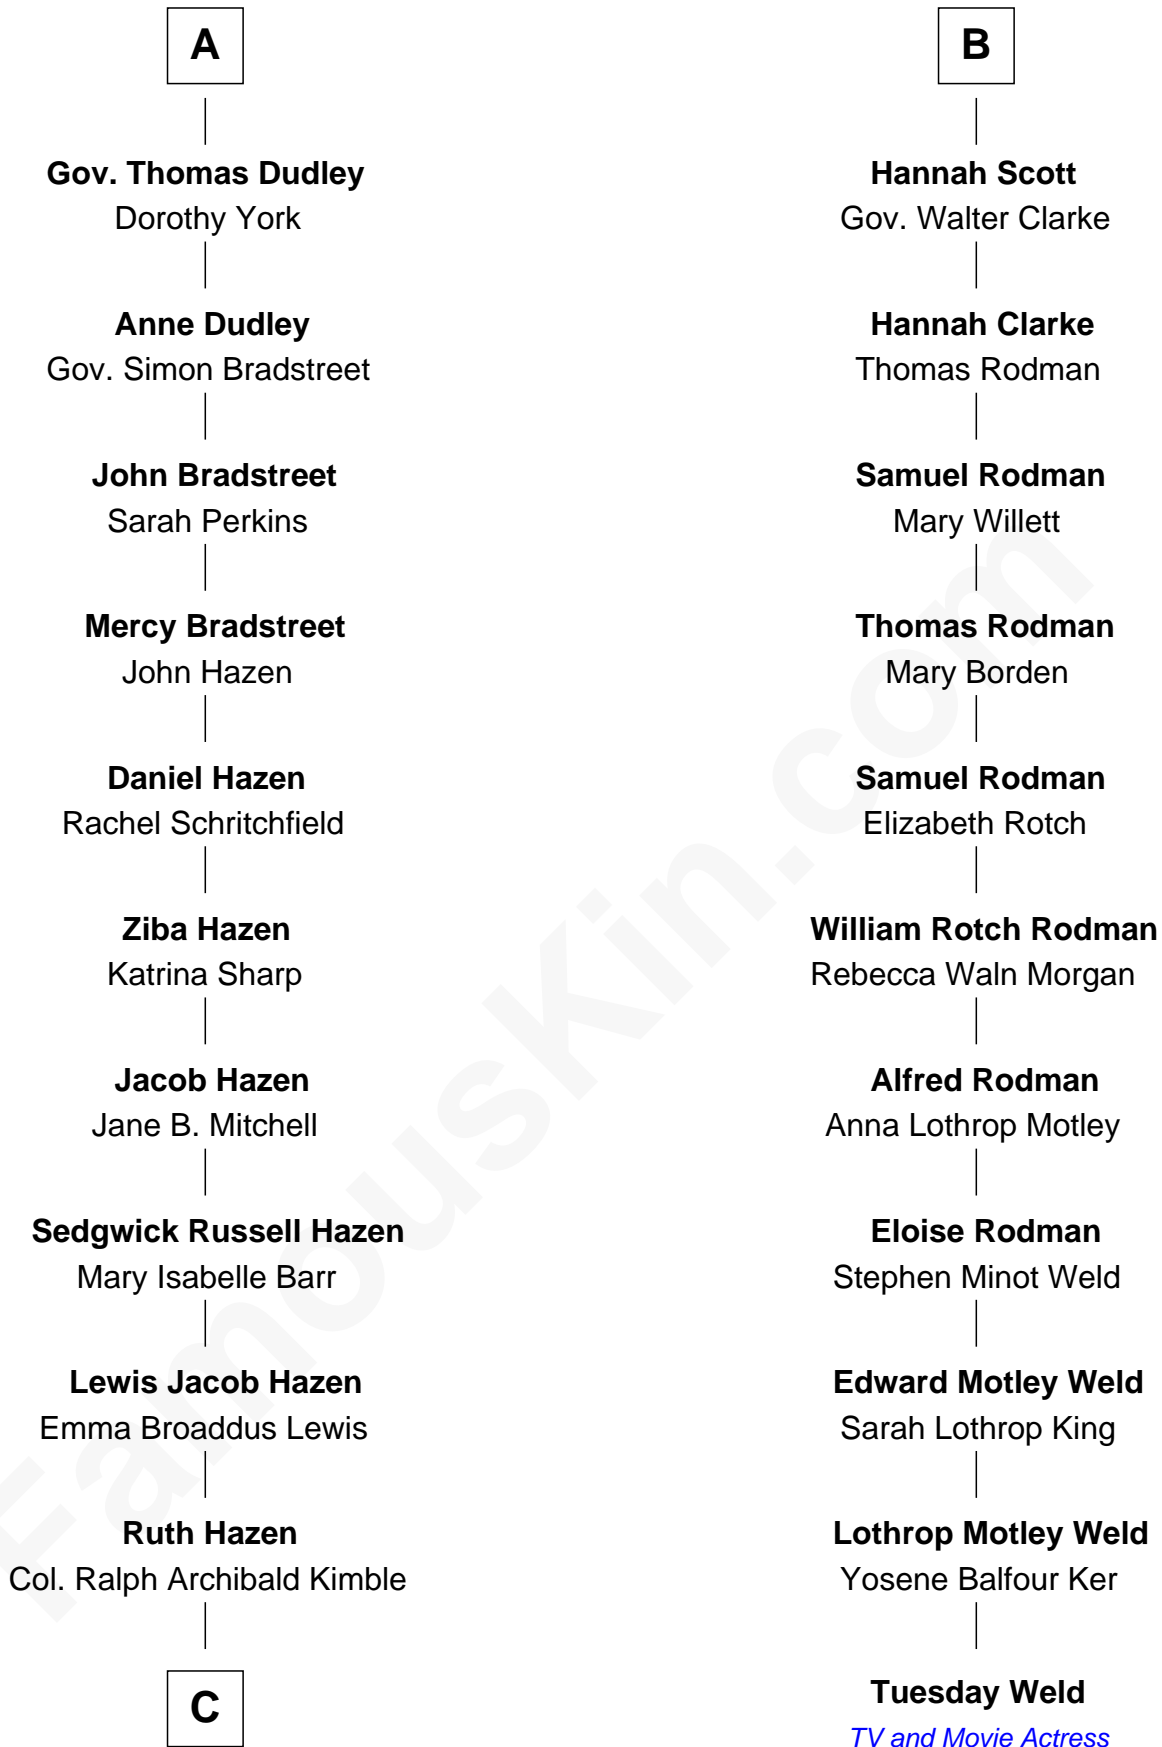 A
Gov. Thomas Dudley
Dorothy York
Anne Dudley
Gov. Simon Bradstreet
John Bradstreet
Sarah Perkins
Mercy Bradstreet
John Hazen
Daniel Hazen
Rachel Schritchfield
Ziba Hazen
Katrina Sharp
Jacob Hazen
Jane B. Mitchell
Sedgwick Russell Hazen
Mary Isabelle Barr
Lewis Jacob Hazen
Emma Broaddus Lewis
Ruth Hazen
Col. Ralph Archibald Kimble
C
B
Hannah Scott
Gov. Walter Clarke
Hannah Clarke
Thomas Rodman
Samuel Rodman
Mary Willett
Thomas Rodman
Mary Borden
Samuel Rodman
Elizabeth Rotch
William Rotch Rodman
Rebecca Waln Morgan
Alfred Rodman
Anna Lothrop Motley
Eloise Rodman
Stephen Minot Weld
Edward Motley Weld
Sarah Lothrop King
Lothrop Motley Weld
Yosene Balfour Ker
Tuesday Weld
TV and Movie Actress
FamousKin.com